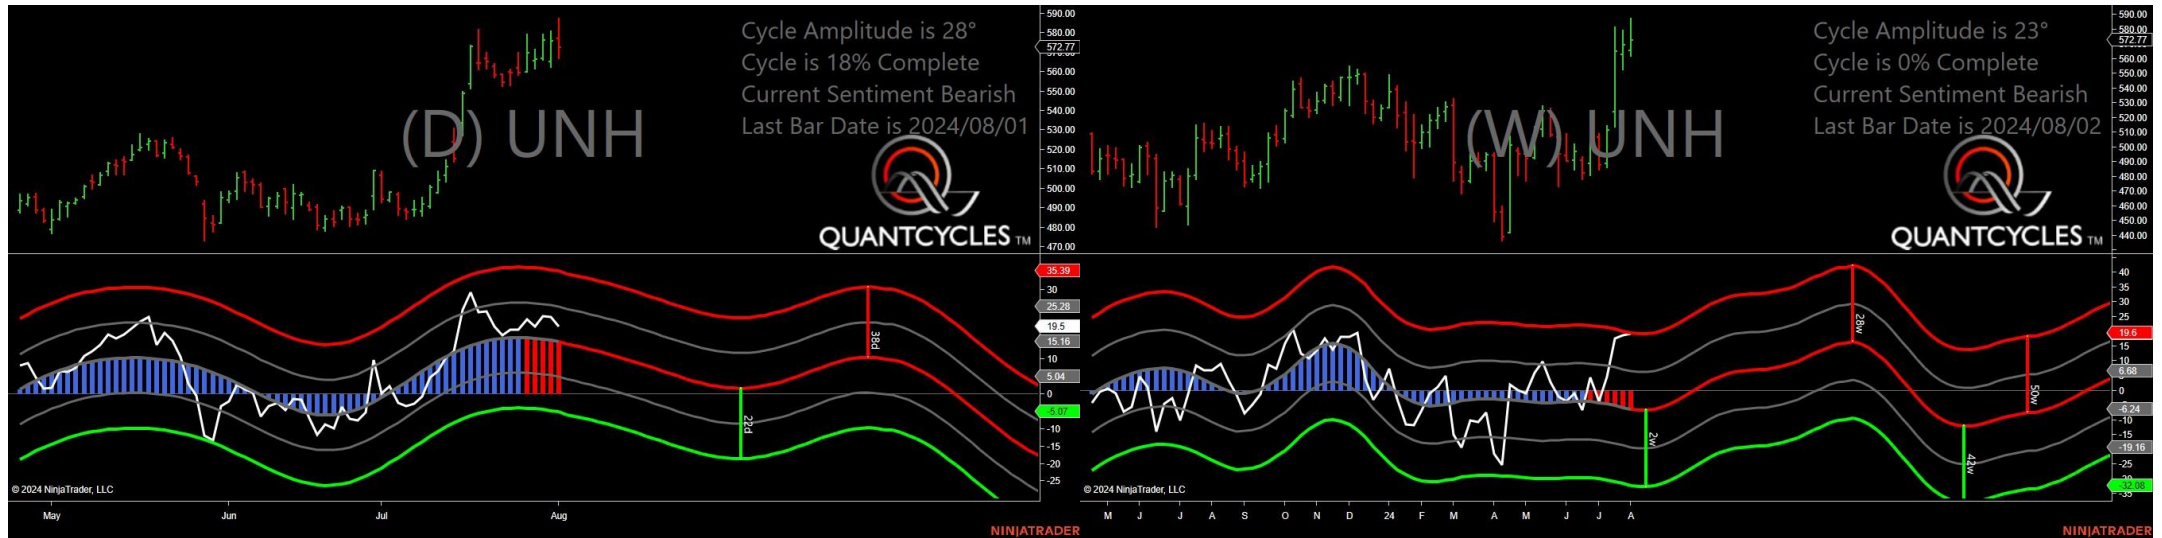 Cycle Amplitude is 28°
Cycle is 18% Complete
Current Sentiment Bearish
Last Bar Date is 2024/08/01
(D) UNH
QUANTCYCLES TM
590.00
580.00
572.77
560.00
550.00
540.00
530.00
520.00
510.00
500.00
490.00
480.00
470.00
35.39
30
25.28
19.5
15.16
10
5.04
0
-5.07
-10
-15
-20
-25
38d
22d
© 2024 NinjaTrader, LLC
May Jun Jul Aug
NINJATRADER
Cycle Amplitude is 23°
Cycle is 0% Complete
Current Sentiment Bearish
Last Bar Date is 2024/08/02
(W) UNH
QUANTCYCLES TM
590.00
580.00
572.77
560.00
550.00
540.00
530.00
520.00
510.00
500.00
490.00
480.00
470.00
460.00
450.00
440.00
40
35
30
25
19.6
15
10
6.68
0
-6.24
-10
-15
-19.16
-25
-32.08
-35
28w
50w
2w
42w
© 2024 NinjaTrader, LLC
M J J A S O N D 24 F M A M J J A
NINJATRADER